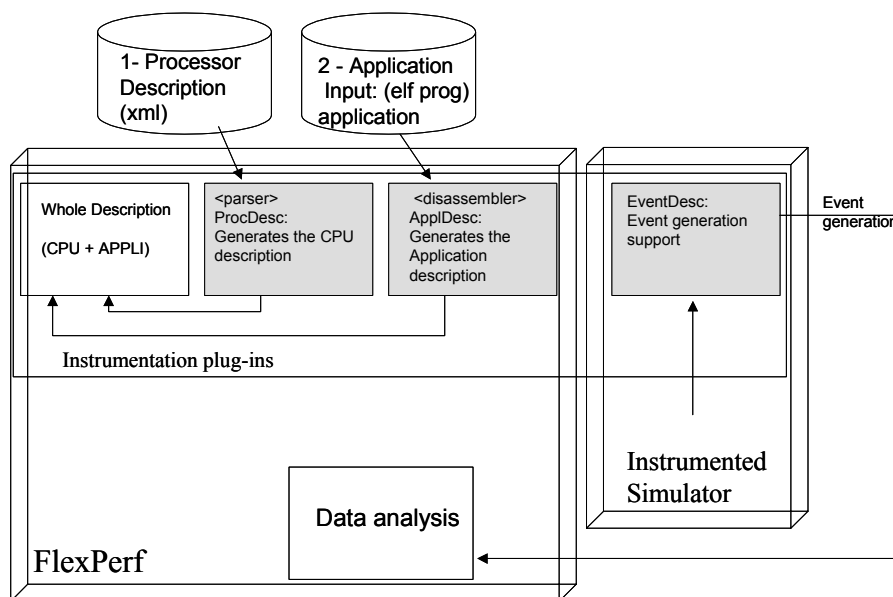 1- Processor
Description
(xml)
2 - Application
Input: (elf prog)
application
Whole Description
(CPU + APPLI)
<parser>
ProcDesc:
Generates the CPU
description
<disassembler>
ApplDesc:
Generates the
Application
description
EventDesc:
Event generation
support
Event
generation
Instrumentation plug-ins
Instrumented
Simulator
Data analysis
FlexPerf